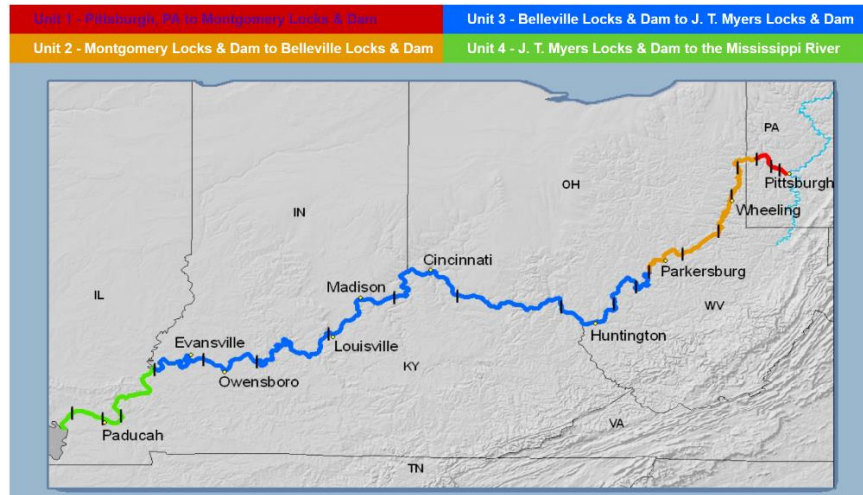 Unit 1 - Pittsburgh, PA to Montgomery Locks & Dam
Unit 3 - Belleville Locks & Dam to J. T. Myers Locks & Dam
Unit 2 - Montgomery Locks & Dam to Belleville Locks & Dam
Unit 4 - J. T. Myers Locks & Dam to the Mississippi River
PA
Pittsburgh
OH
Wheeling
IN
Cincinnati
Parkersburg
Madison
IL
WV
Evansville
Louisville
Huntington
KY
Owensboro
VA
Paducah
TN